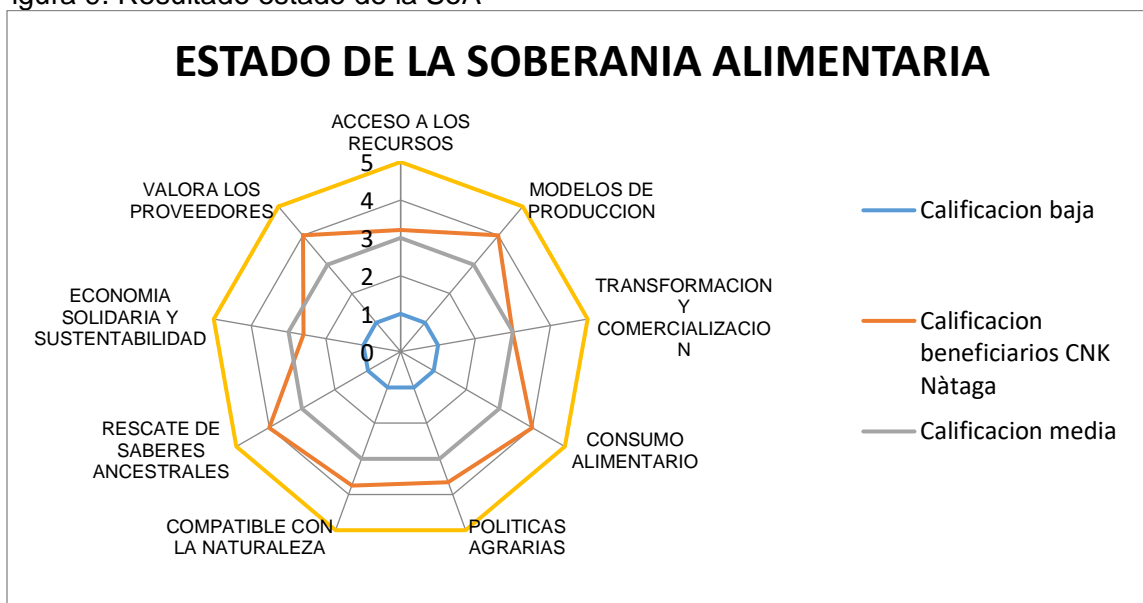 igura 9. Resultado estado de la SoA
ESTADO DE LA SOBERANIA ALIMENTARIA
ACCESO A LOS
RECURSOS
MODELOS DE
PRODUCCION
TRANSFORMACION
Y
COMERCIALIZACIO
N
CONSUMO
ALIMENTARIO
POLITICAS
AGRARIAS
COMPATIBLE CON
LA NATURALEZA
RESCATE DE
SABERES
ANCESTRALES
ECONOMIA
SOLIDARIA Y
SUSTENTABILIDAD
VALORA LOS
PROVEEDORES
5
4
3
2
1
0
Calificacion baja
Calificacion
beneficiarios CNK
Nàtaga
Calificacion media